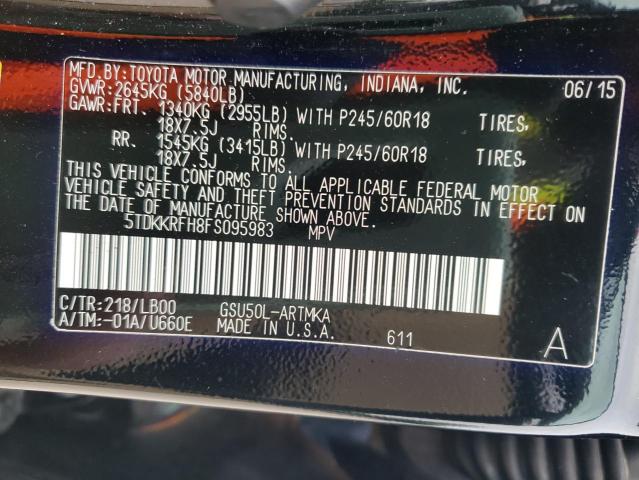 MFD.BY:TOYOTA MOTOR MANUFACTURING, INDIANA, INC. 06/15
GVWR:2645KG (5840LB)
GAWR:FRT. 1340KG (2955LB) WITH P245/60R18 TIRES,
18X7.5J RIMS.
RR. 1545KG (3415LB) WITH P245/60R18 TIRES,
18X7.5J RIMS.
THIS VEHICLE CONFORMS TO ALL APPLICABLE FEDERAL MOTOR
VEHICLE SAFETY AND THEFT PREVENTION STANDARDS IN EFFECT ON
THE DATE OF MANUFACTURE SHOWN ABOVE.
5TDKKRFH8FS095983 MPV
C/TR:218/LB00 GSU50L-ARTMKA
A/TM:-01A/U660E MADE IN U.S.A. 611 A